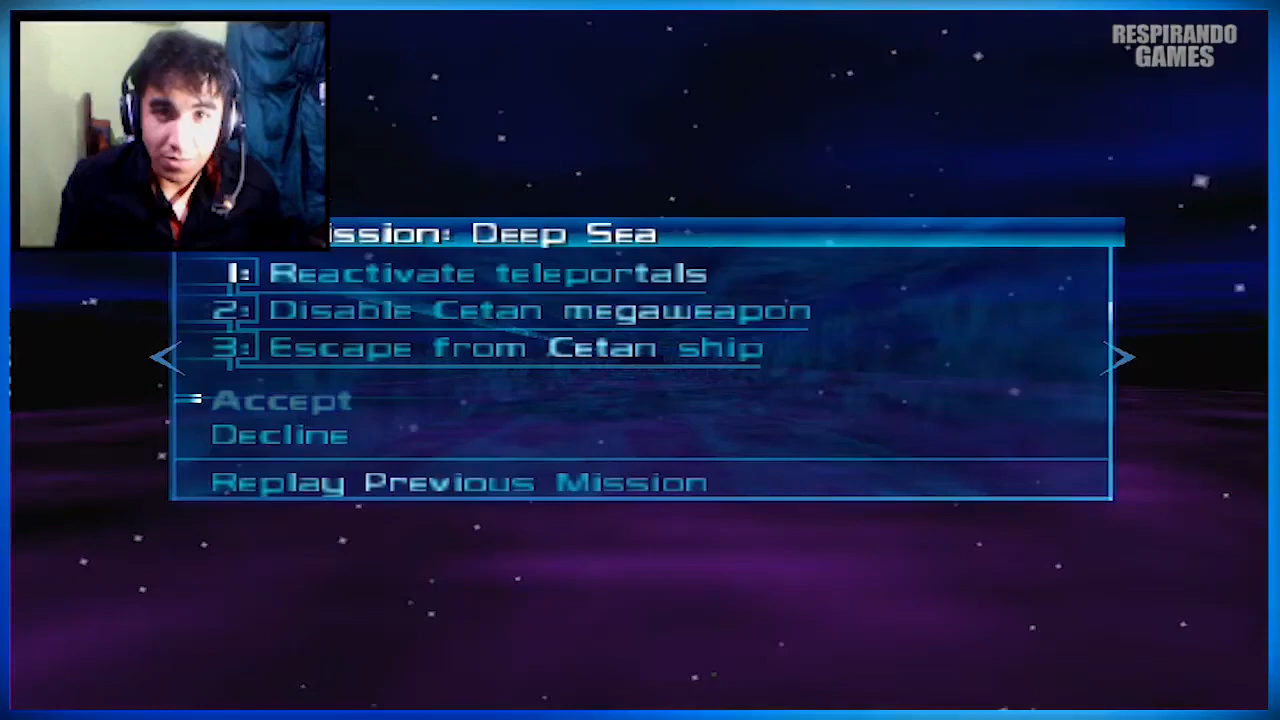 RESPIRANDO
GAMES
ission: Deep Sea
1: Reactivate teleportals
2: Disable Cetan megaweapon
3: Escape from Cetan ship
Accept
Decline
Replay Previous Mission